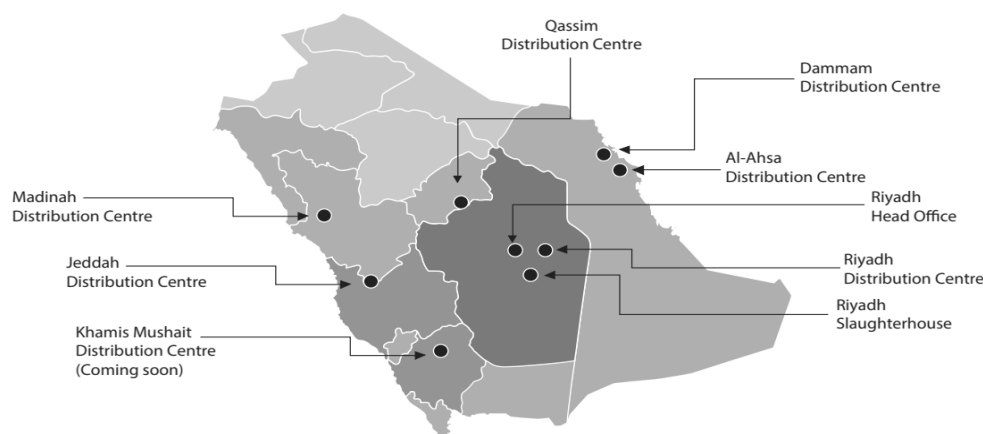 Qassim
Distribution Centre
Dammam
Distribution Centre
Al-Ahsa
Distribution Centre
Madinah
Distribution Centre
Riyadh
Head Office
Jeddah
Distribution Centre
Riyadh
Distribution Centre
Riyadh
Slaughterhouse
Khamis Mushait
Distribution Centre
(Coming soon)